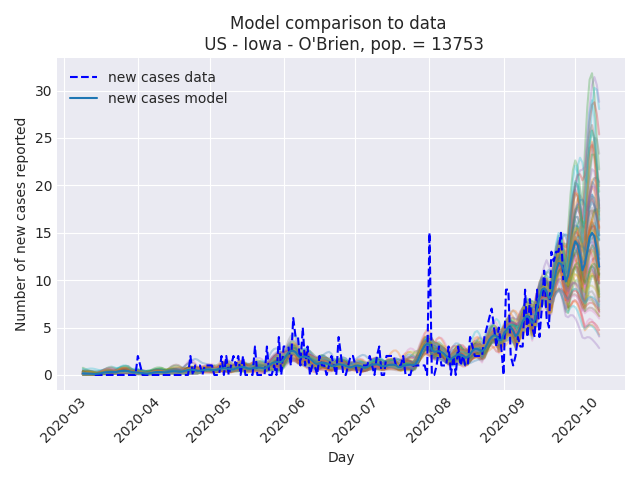 Model comparison to data
US - Iowa - O'Brien, pop. = 13753
new cases data
new cases model
Number of new cases reported
30
25
20
15
10
5
0
2020-03
2020-04
2020-05
2020-06
2020-07
2020-08
2020-09
2020-10
Day